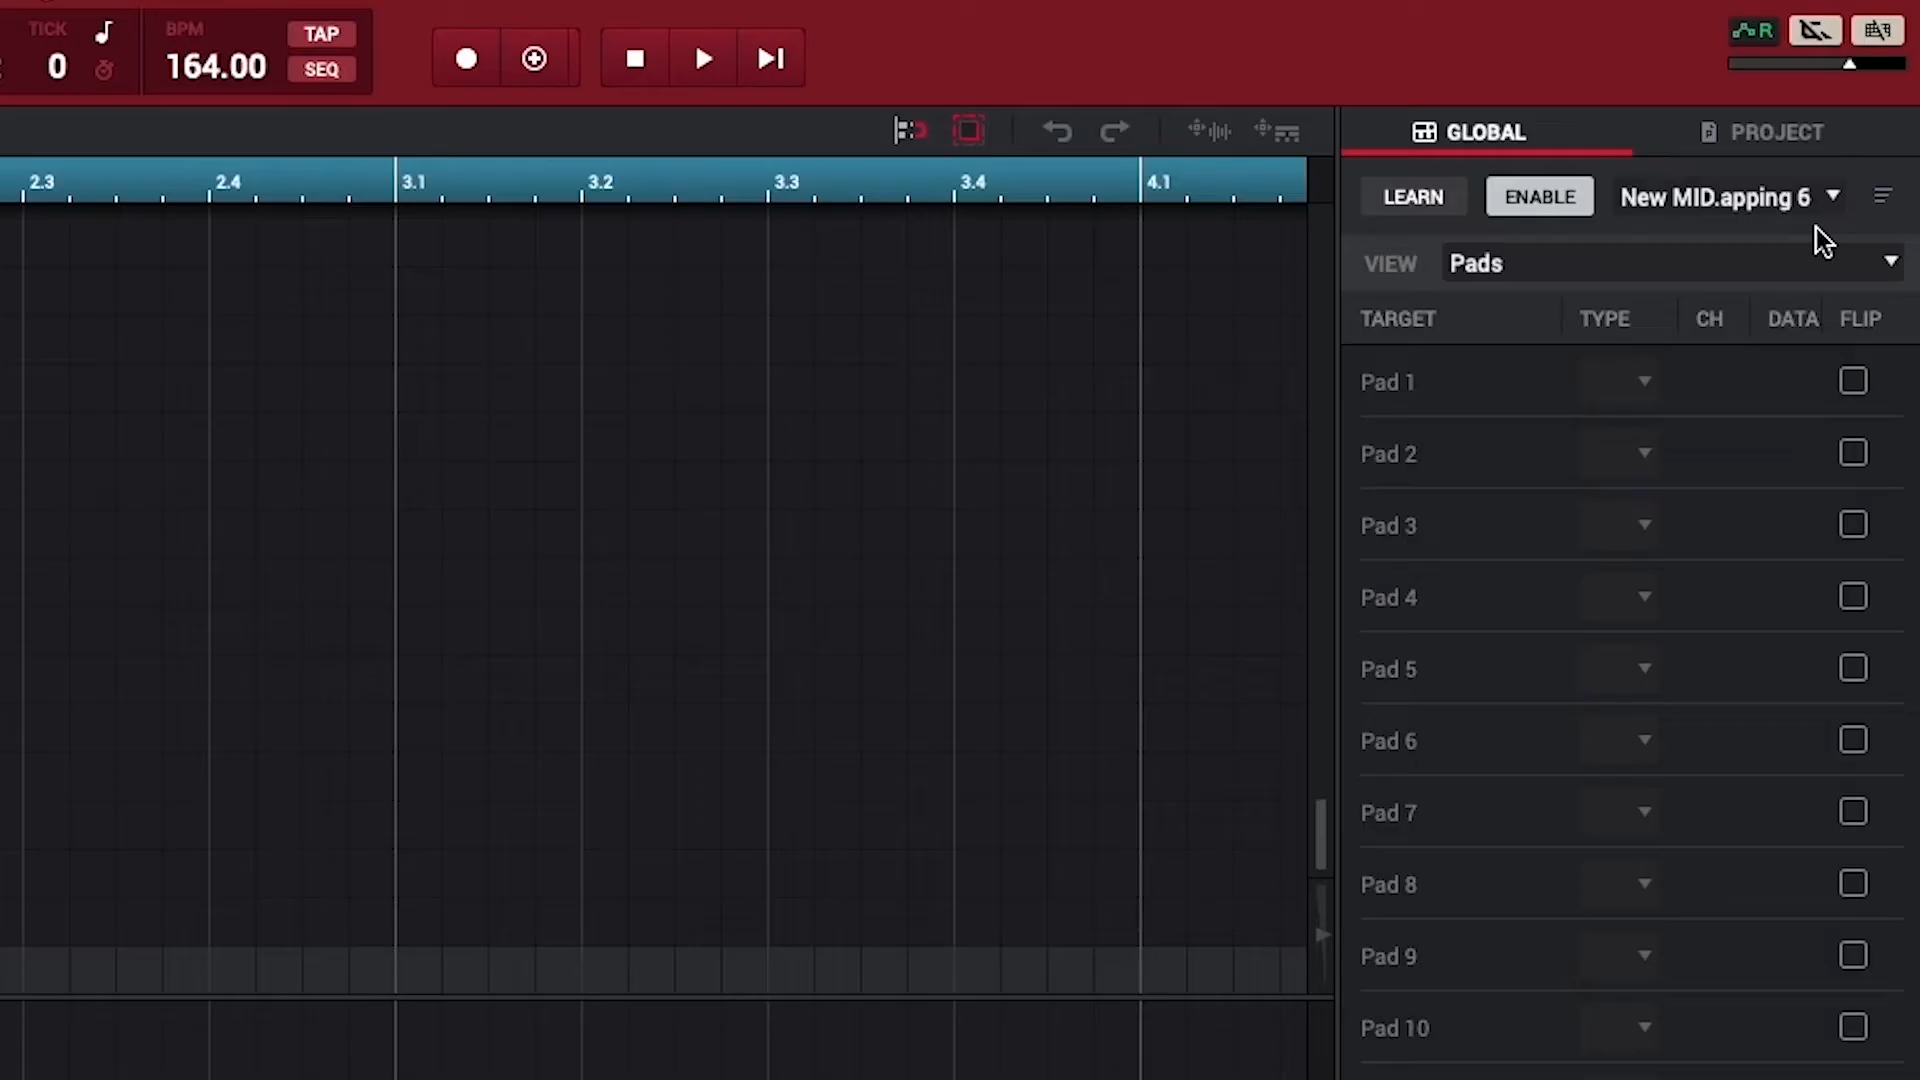 TICK
0
BPM
164.00
TAP
SEQ
R
2.3 2.4 3.1 3.2 3.3 3.4 4.1
GLOBAL PROJECT
LEARN ENABLE New MID.apping 6
VIEW Pads
TARGET TYPE CH DATA FLIP
Pad 1
Pad 2
Pad 3
Pad 4
Pad 5
Pad 6
Pad 7
Pad 8
Pad 9
Pad 10